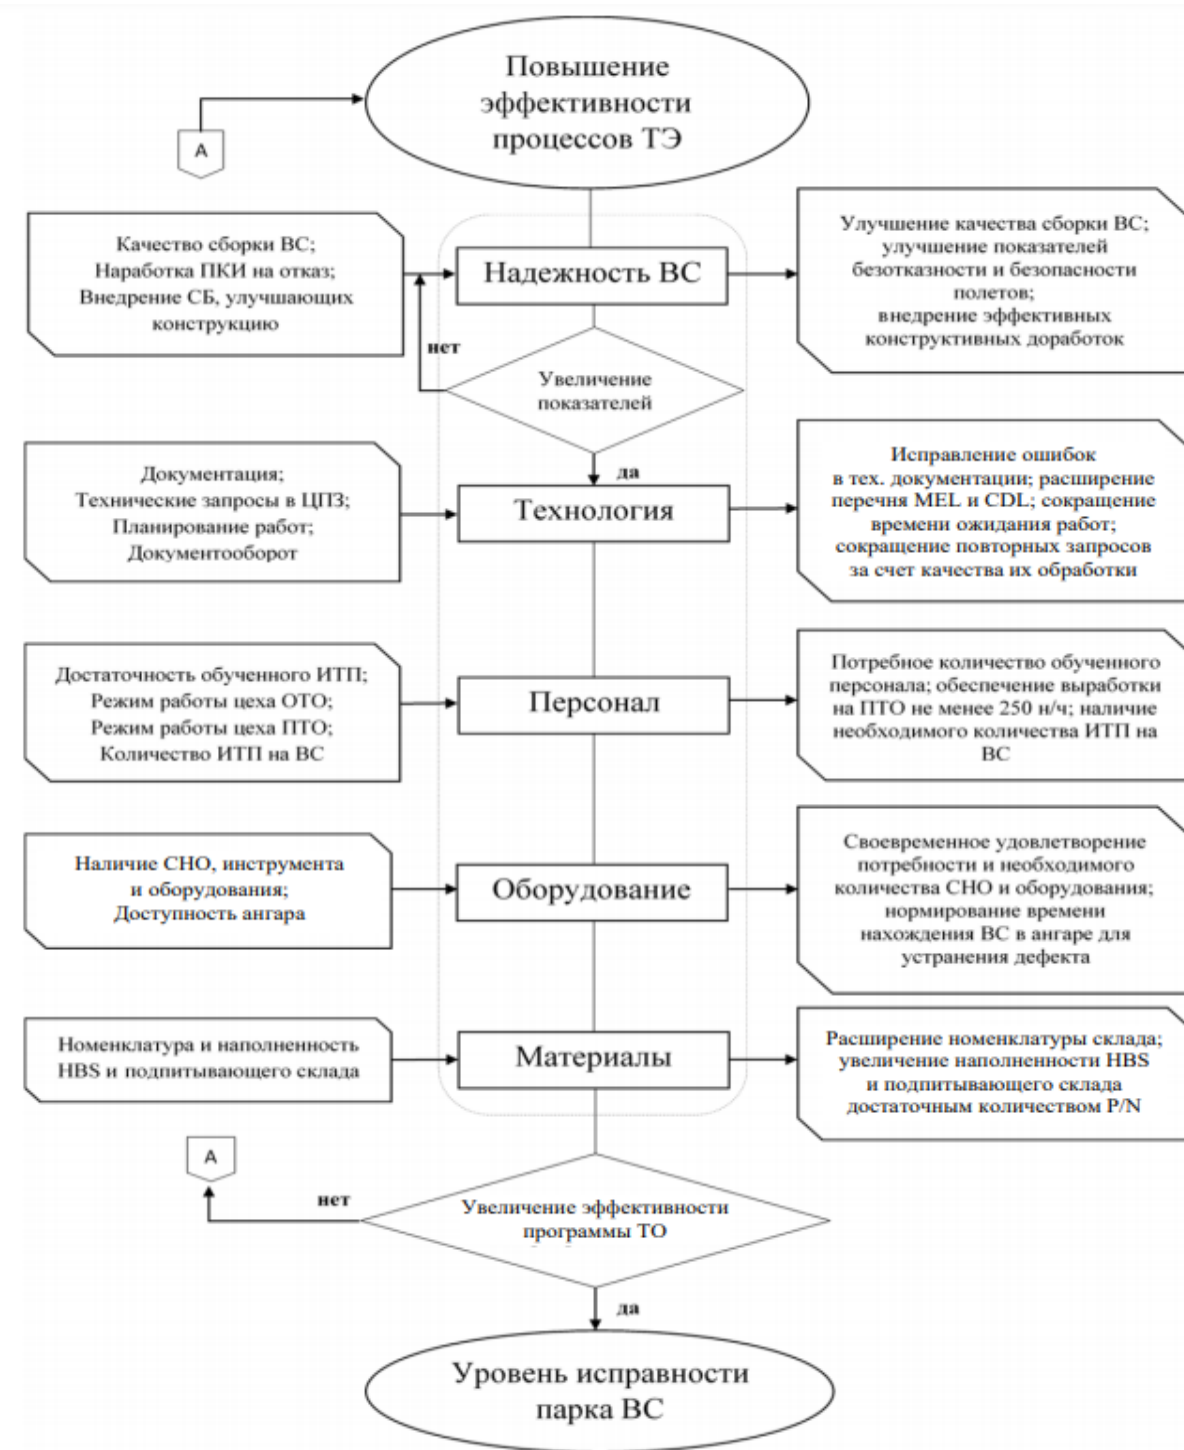 Повышение
эффективности
процессов ТЭ
А
Качество сборки ВС;
Наработка ПКИ на отказ;
Внедрение СБ, улучшающих
конструкцию
Надежность ВС
Улучшение качества сборки ВС;
улучшение показателей
безотказности и безопасности
полетов;
внедрение эффективных
конструктивных доработок
нет
Увеличение
показателей
да
Документация;
Технические запросы в ЦПЗ;
Планирование работ;
Документооборот
Технология
Исправление ошибок
в тех. документации; расширение
перечня MEL и CDL; сокращение
времени ожидания работ;
сокращение повторных запросов
за счет качества их обработки
Достаточность обученного ИТП;
Режим работы цеха ОТО;
Режим работы цеха ПТО;
Количество ИТП на ВС
Персонал
Потребное количество обученного
персонала; обеспечение выработки
на ПТО не менее 250 н/ч; наличие
необходимого количества ИТП на
ВС
Наличие СНО, инструмента
и оборудования;
Доступность ангара
Оборудование
Своевременное удовлетворение
потребности и необходимого
количества СНО и оборудования;
нормирование времени
нахождения ВС в ангаре для
устранения дефекта
Номенклатура и наполненность
HBS и подпитывающего склада
Материалы
Расширение номенклатуры склада;
увеличение наполненности HBS
и подпитывающего склада
достаточным количеством P/N
А
нет
Увеличение эффективности
программы ТО
да
Уровень исправности
парка ВС